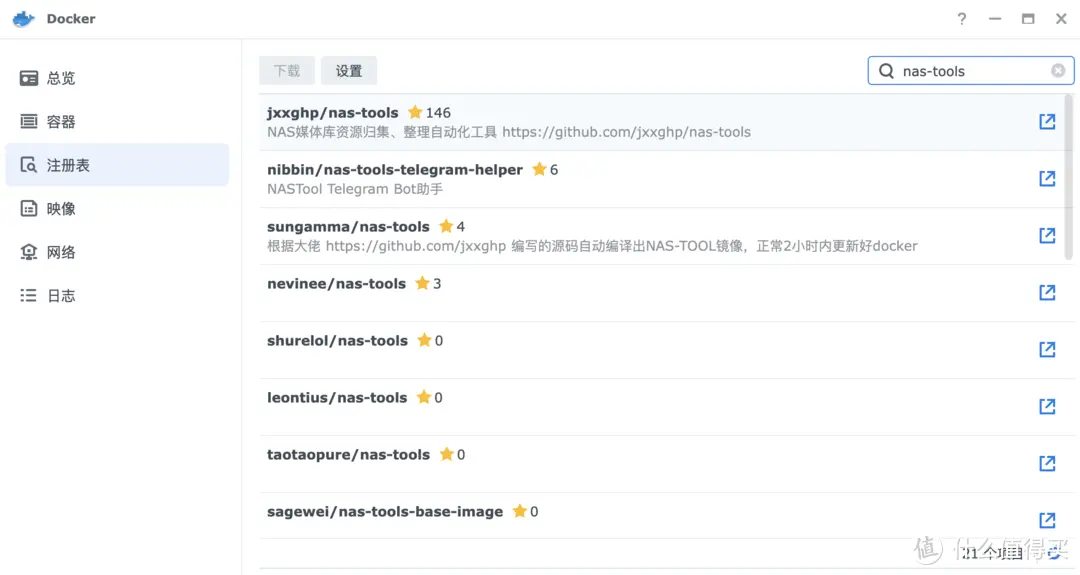 Docker
?
总览
容器
注册表
映像
网络
日志
下载 设置
nas-tools
jxxghp/nas-tools 146
NAS媒体库资源归集、整理自动化工具 https://github.com/jxxghp/nas-tools
nibbin/nas-tools-telegram-helper 6
NASTool Telegram Bot助手
sungamma/nas-tools 4
根据大佬 https://github.com/jxxghp 编写的源码自动编译出NAS-TOOL镜像，正常2小时内更新好docker
nevinee/nas-tools 3
shurelol/nas-tools 0
leontius/nas-tools 0
taotaopure/nas-tools 0
sagewei/nas-tools-base-image 0
21 个项目
值 什么值得买